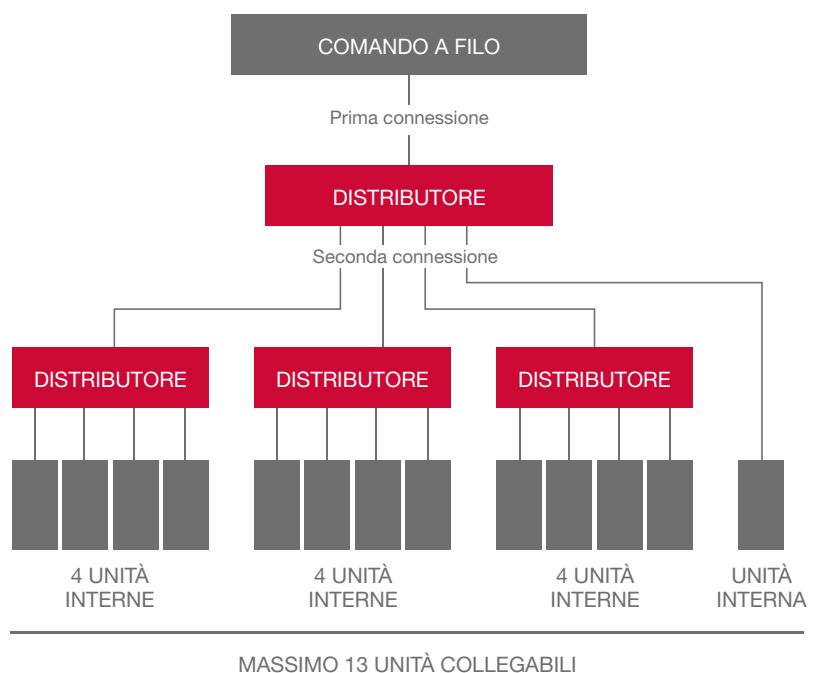 COMANDO A FILO
Prima connessione
DISTRIBUTORE
Seconda connessione
DISTRIBUTORE
DISTRIBUTORE
DISTRIBUTORE
4 UNITÀ
INTERNE
4 UNITÀ
INTERNE
4 UNITÀ
INTERNE
UNITÀ
INTERNA
MASSIMO 13 UNITÀ COLLEGABILI